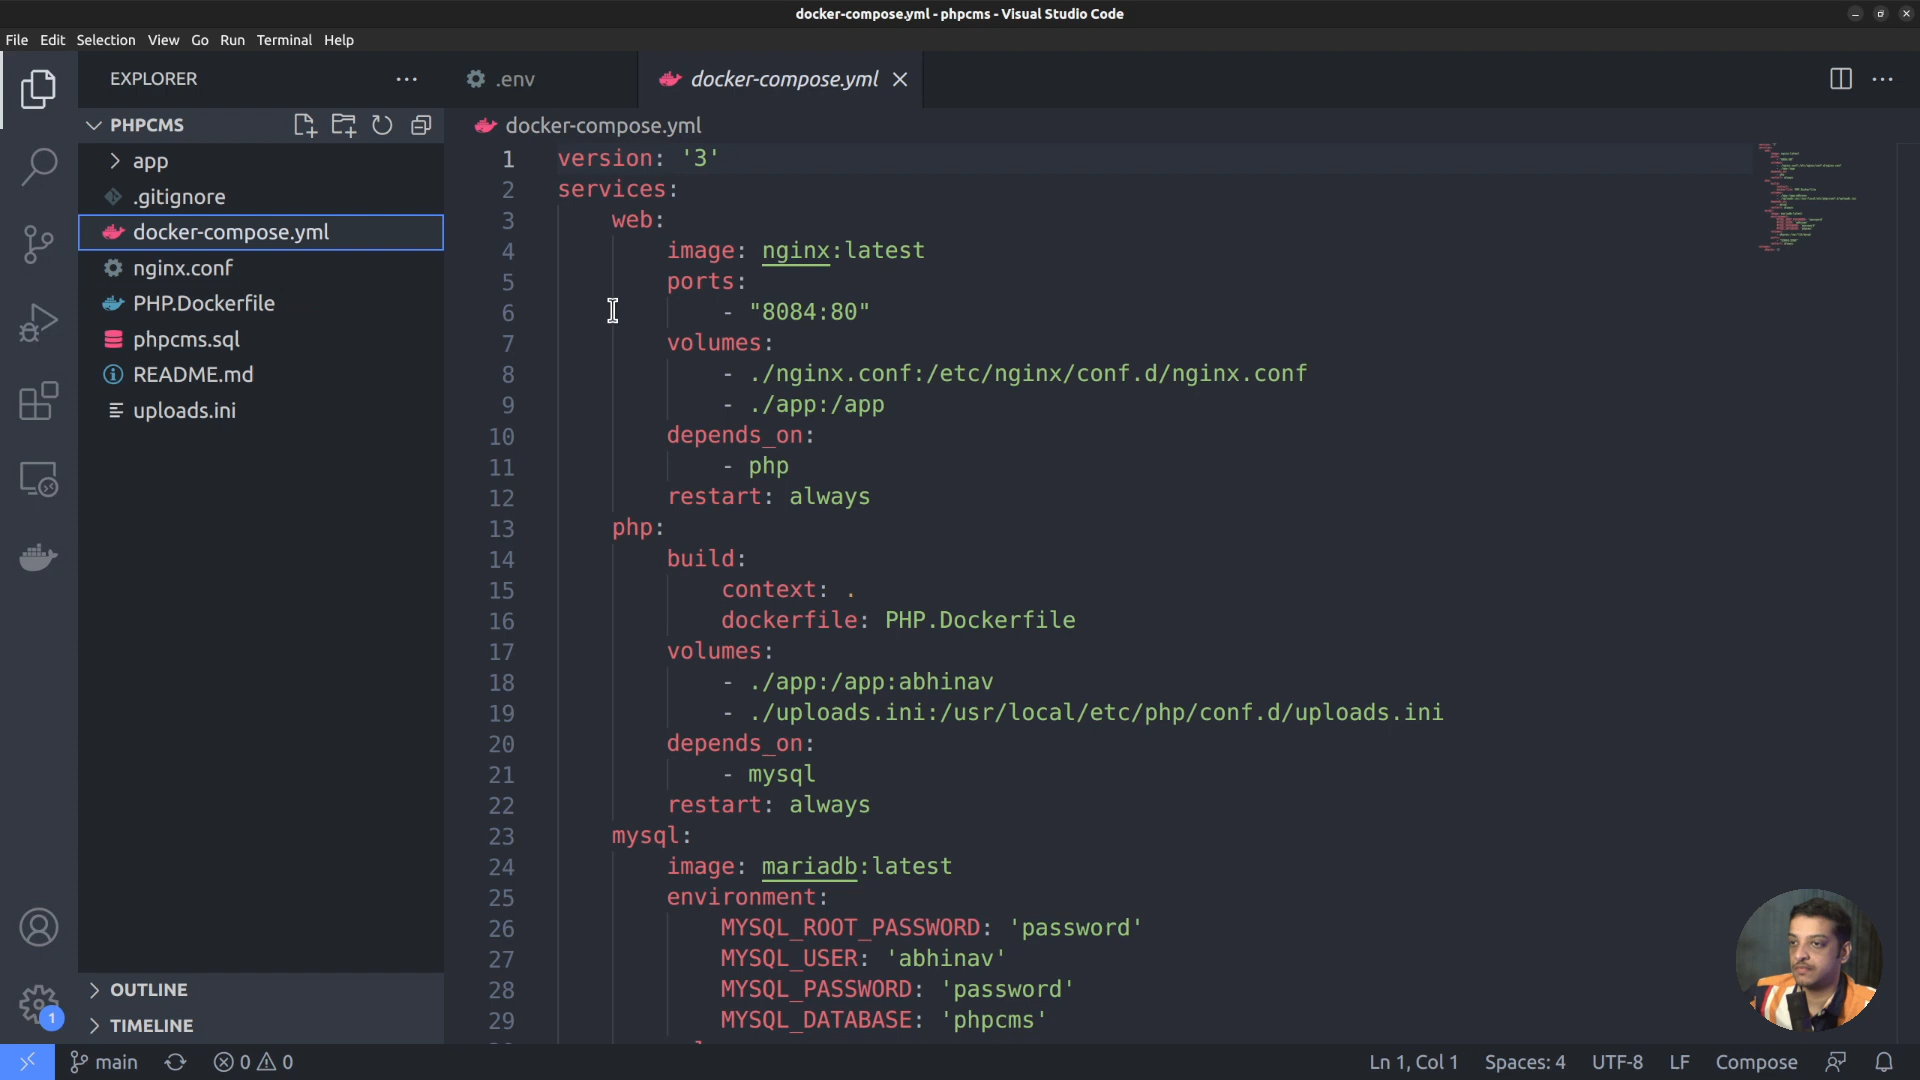 docker-compose.yml - phpcms - Visual Studio Code
File Edit Selection View Go Run Terminal Help
EXPLORER
.env
docker-compose.yml
PHPCMS
app
.gitignore
docker-compose.yml
nginx.conf
PHP.Dockerfile
phpcms.sql
README.md
uploads.ini
OUTLINE
TIMELINE
docker-compose.yml
1 version: '3'
2 services:
3 web:
4 image: nginx:latest
5 ports:
6 - "8084:80"
7 volumes:
8 - ./nginx.conf:/etc/nginx/conf.d/nginx.conf
9 - ./app:/app
10 depends_on:
11 - php
12 restart: always
13 php:
14 build:
15 context: .
16 dockerfile: PHP.Dockerfile
17 volumes:
18 - ./app:/app:abhinav
19 - ./uploads.ini:/usr/local/etc/php/conf.d/uploads.ini
20 depends_on:
21 - mysql
22 restart: always
23 mysql:
24 image: mariadb:latest
25 environment:
26 MYSQL_ROOT_PASSWORD: 'password'
27 MYSQL_USER: 'abhinav'
28 MYSQL_PASSWORD: 'password'
29 MYSQL_DATABASE: 'phpcms'
1
main 0 0 Ln 1, Col 1 Spaces: 4 UTF-8 LF Compose